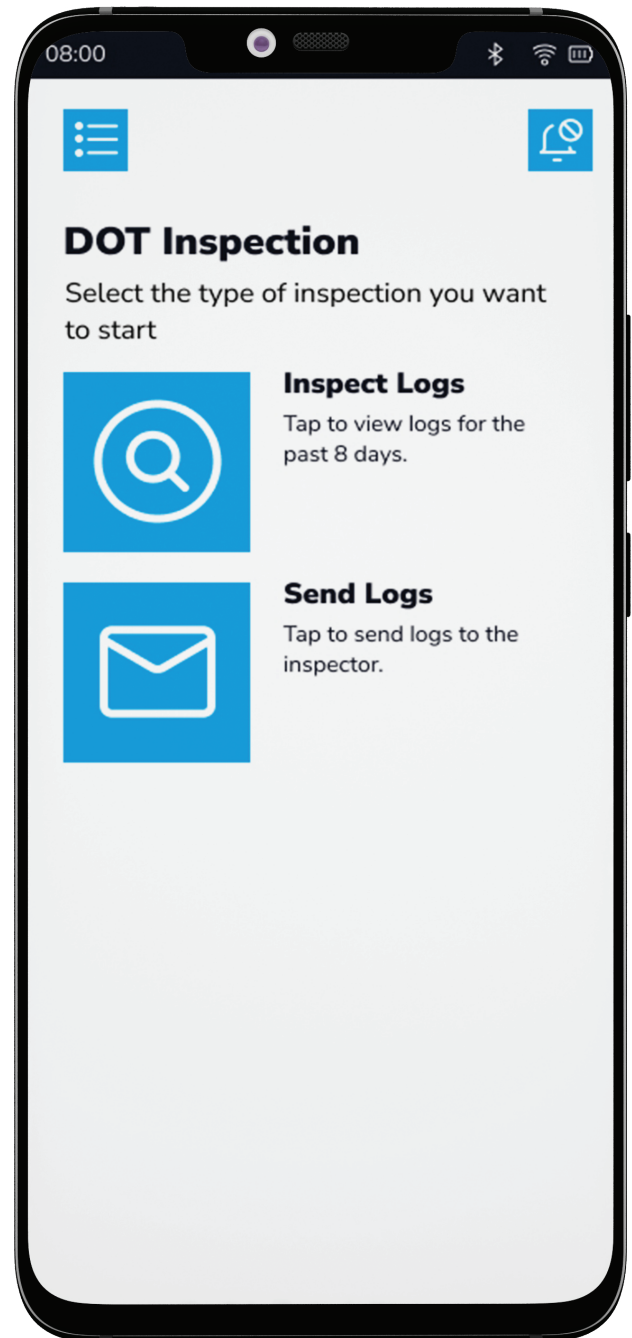 08:00
DOT Inspection
Select the type of inspection you want
to start
Inspect Logs
Tap to view logs for the
past 8 days.
Send Logs
Tap to send logs to the
inspector.